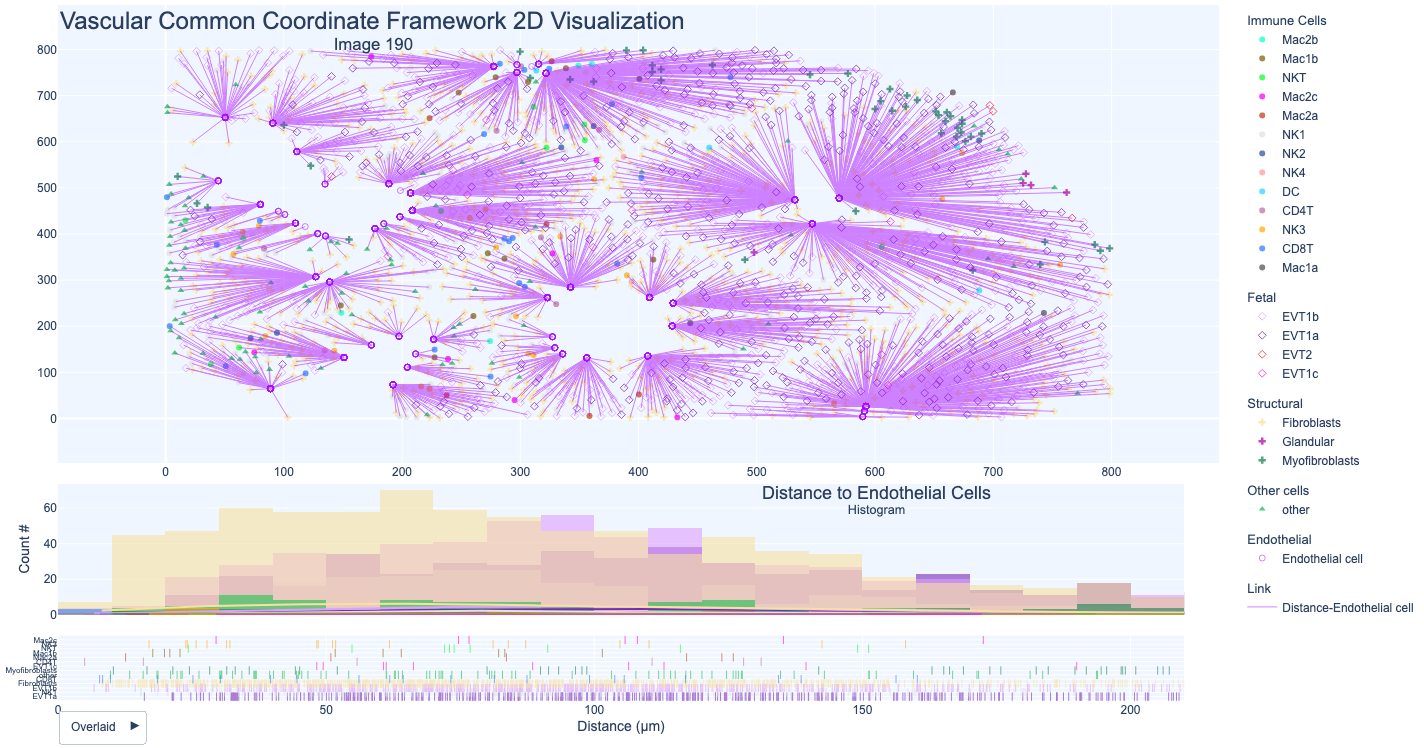 Vascular Common Coordinate Framework 2D Visualization
Image 190
800
700
600
500
400
300
200
100
0
0 100 200 300 400 500 600 700 800
Immune Cells
Mac2b
Mac1b
NKT
Mac2c
Mac2a
NK1
NK2
NK4
DC
CD4T
NK3
CD8T
Mac1a
Fetal
EVT1b
EVT1a
EVT2
EVT1c
Structural
Fibroblasts
Glandular
Myofibroblasts
Other cells
other
Endothelial
Endothelial cell
Link
Distance-Endothelial cell
Distance to Endothelial Cells
Histogram
Count #
60
40
20
0
Mac2c
Myofibroblasts
other
Fibroblasts
0 50 100 150 200
Distance (μm)
Overlaid ►